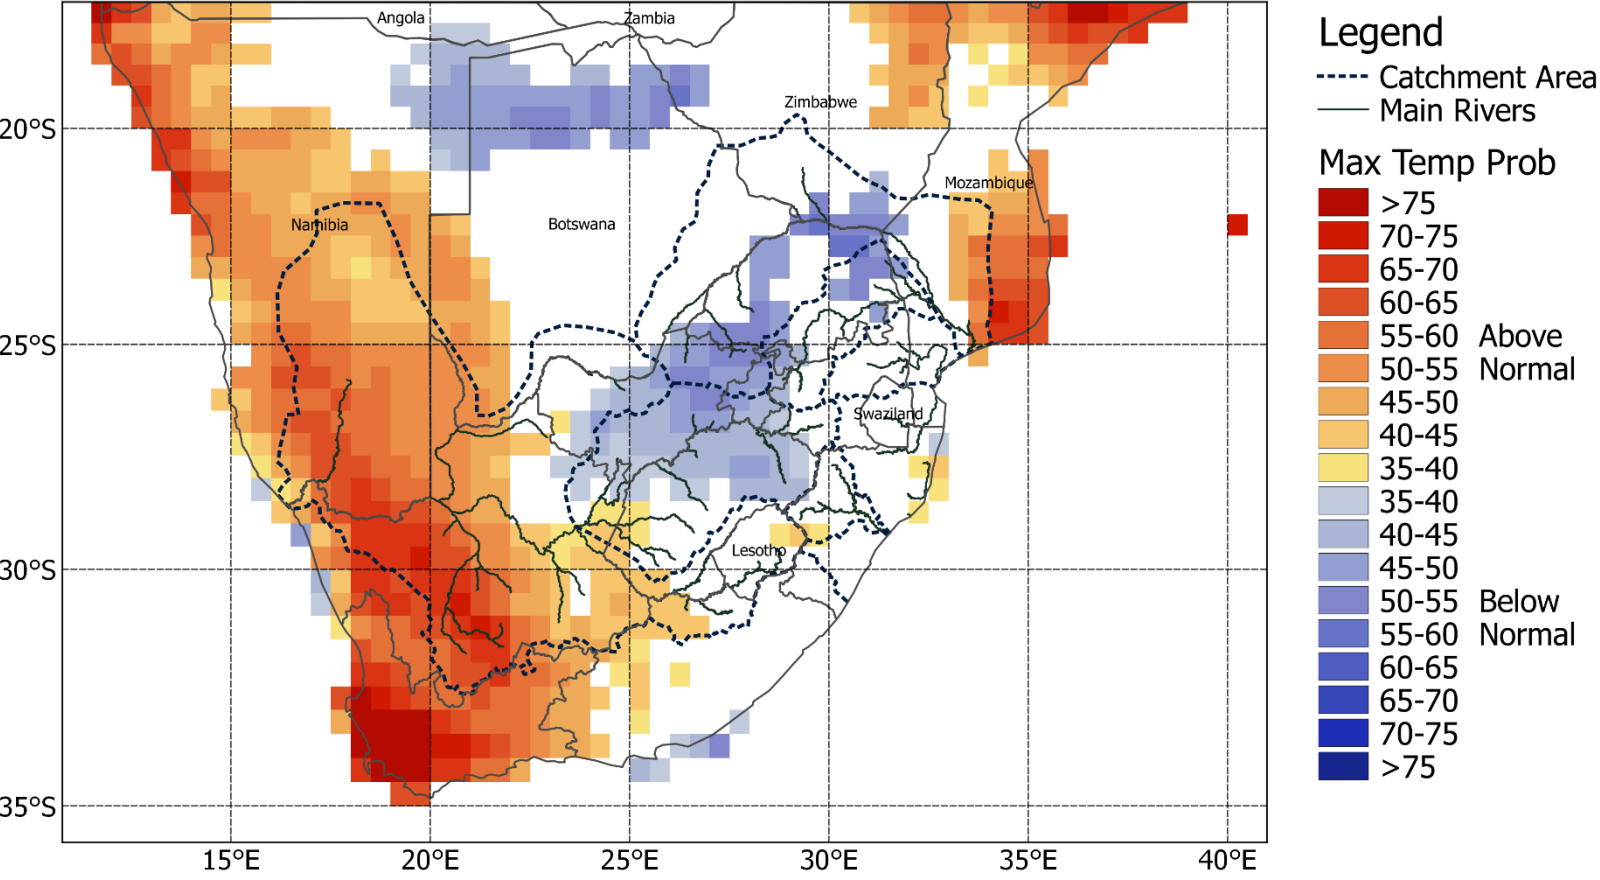 Angola
Zambia
Zimbabwe
Mozambique
Namibia
Botswana
Swaziland
Lesotho
20°S
25°S
30°S
35°S
15°E
20°E
25°E
30°E
35°E
40°E
Legend
Catchment Area
Main Rivers
Max Temp Prob
>75
70-75
65-70
60-65
55-60 Above
50-55 Normal
45-50
40-45
35-40
35-40
40-45
45-50
50-55 Below
55-60 Normal
60-65
65-70
70-75
>75